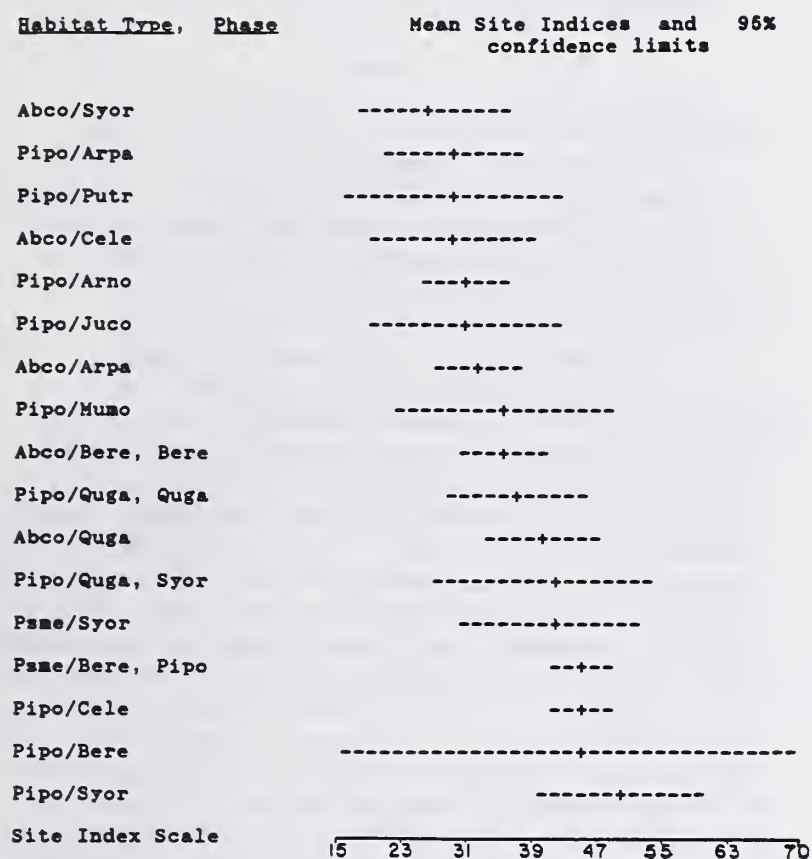 Habitat Type, Phase Mean Site Indices and 95%
confidence limits
Abco/Syor -----+------
Pipo/Arpa -----+-----
Pipo/Putr --------+--------
Abco/Cele ------+------
Pipo/Arno ---+---
Pipo/Juco -------+-------
Abco/Arpa ---+---
Pipo/Mumo --------+--------
Abco/Bere, Bere ---+---
Pipo/Quga, Quga -----+-----
Abco/Quga ----+----
Pipo/Quga, Syor ---------+-------
Psme/Syor -------+------
Psme/Bere, Pipo --+--
Pipo/Cele --+--
Pipo/Bere ------------------+-----------------
Pipo/Syor ------+------
Site Index Scale
15 23 31 39 47 55 63 70